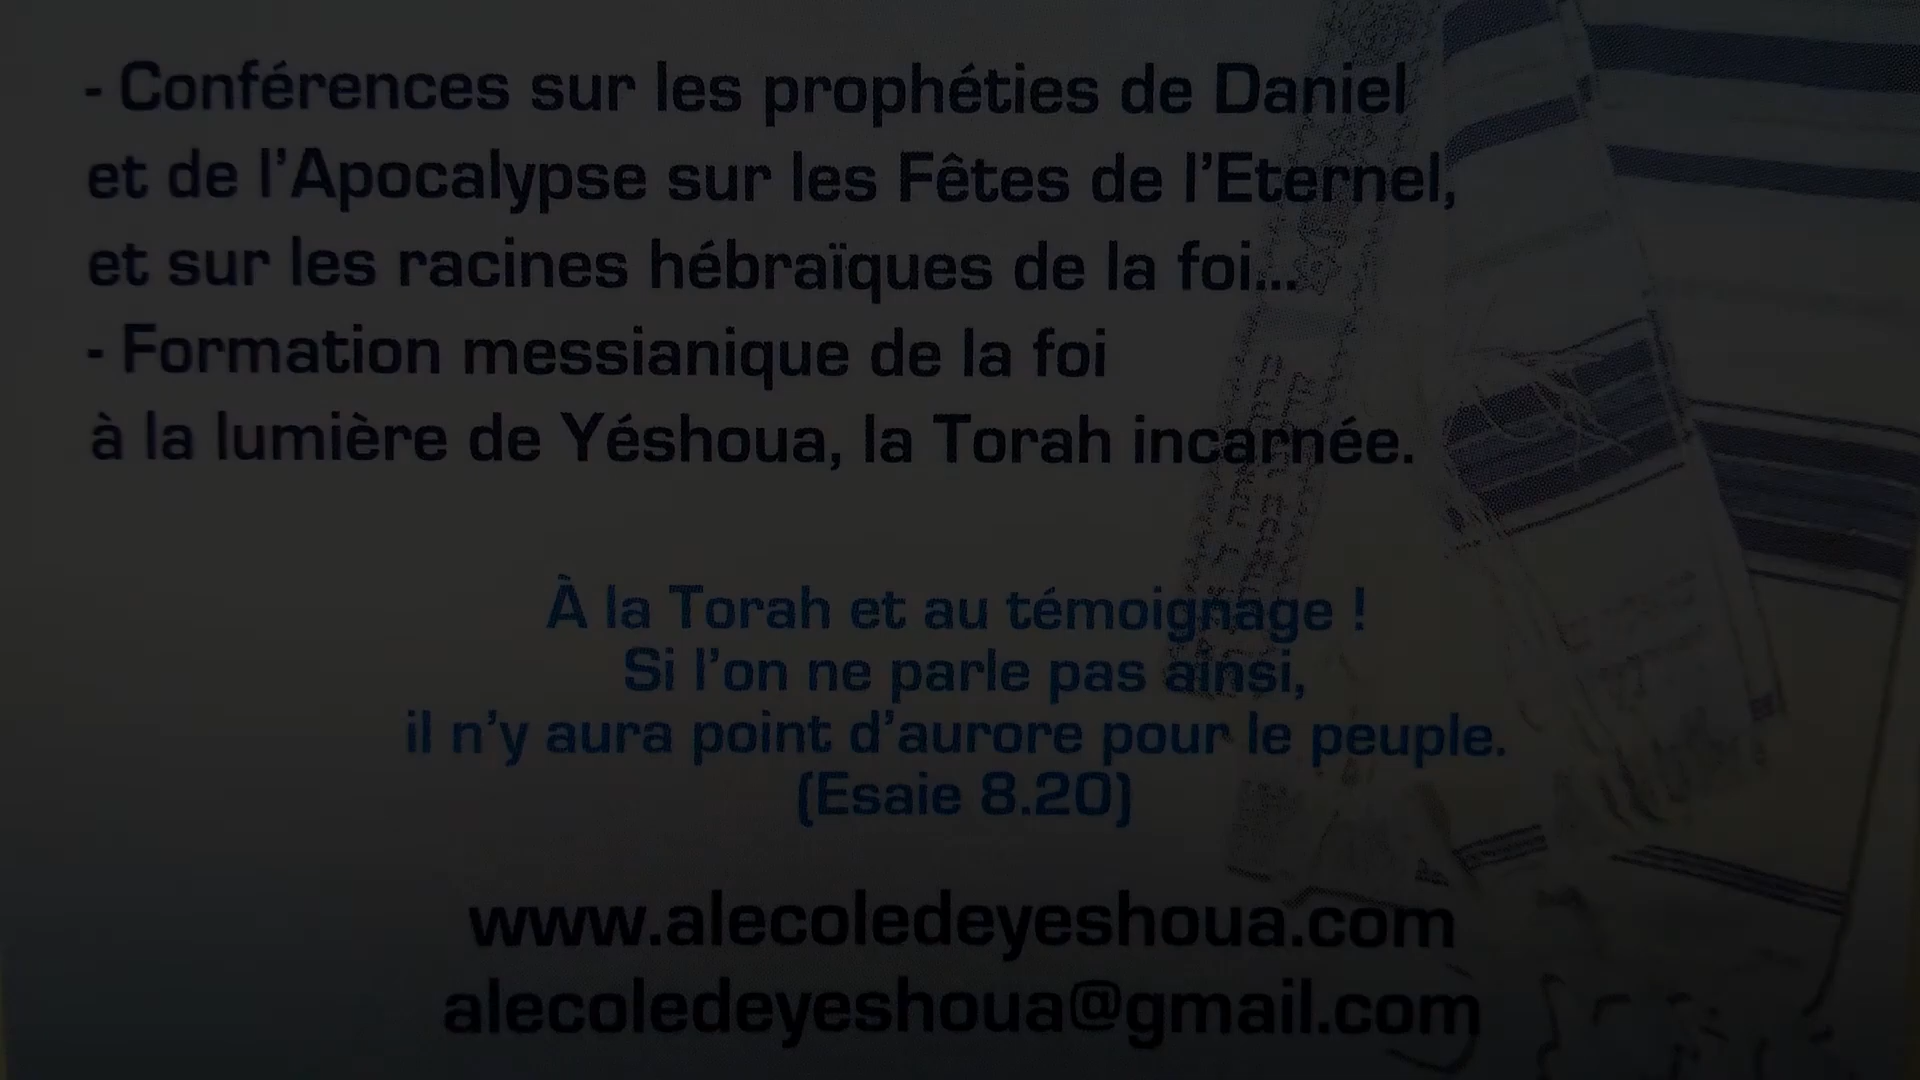 - Conférences sur les prophéties de Daniel
et de l’Apocalypse sur les Fêtes de l’Eternel,
et sur les racines hébraïques de la foi...
- Formation messianique de la foi
à la lumière de Yéshoua, la Torah incarnée.
À la Torah et au témoignage !
Si l’on ne parle pas ainsi,
il n’y aura point d’aurore pour le peuple.
(Esaie 8.20)
www.alecoledeyeshoua.com
alecoledeyeshoua@gmail.com